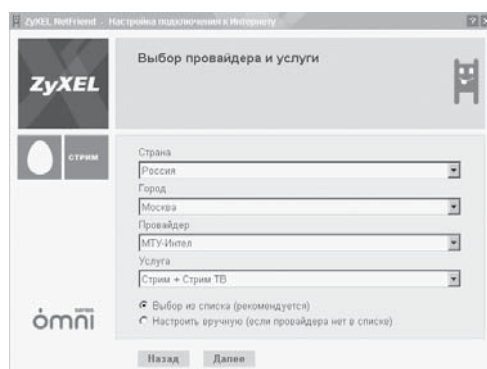 ZyXEL NetFriend - Настройка подключения к Интернету
ZyXEL
Выбор провайдера и услуги
СТРИМ
Страна
Россия
Город
Москва
Провайдер
МТУ-Интел
Услуга
Стрим + Стрим ТВ
Выбор из списка (рекомендуется)
Настроить вручную (если провайдера нет в списке)
omni series
Назад Далее